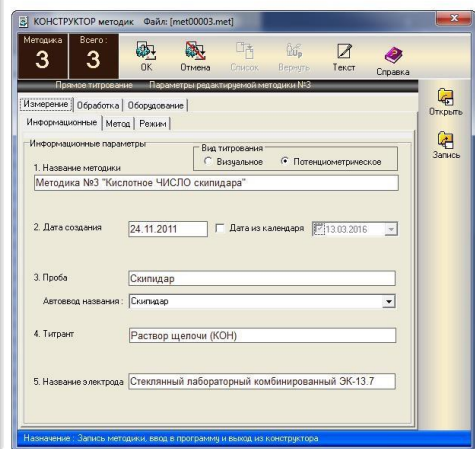 КОНСТРУКТОР методик Файл: [met00003.met]
Методика
3
Всего :
3
ОК
Отмена
Список
Вернуть
Текст
Справка
Прямое титрование Параметры редактируемой методики №3
Измерение Обработка Оборудование
Информационные Метод Режим
Открыть
Запись
Информационные параметры
Вид титрования
Визуальное Потенциометрическое
1. Название методики
Методика №3 "Кислотное ЧИСЛО скипидара"
2. Дата создания 24.11.2011 Дата из календаря 13.03.2016
3. Проба Скипидар
Автоввод названия : Скипидар
4. Титрант Раствор щелочи (КОН)
5. Название электрода Стеклянный лабораторный комбинированный ЭК-13.7
Назначение : Запись методики, ввод в программу и выход из конструктора